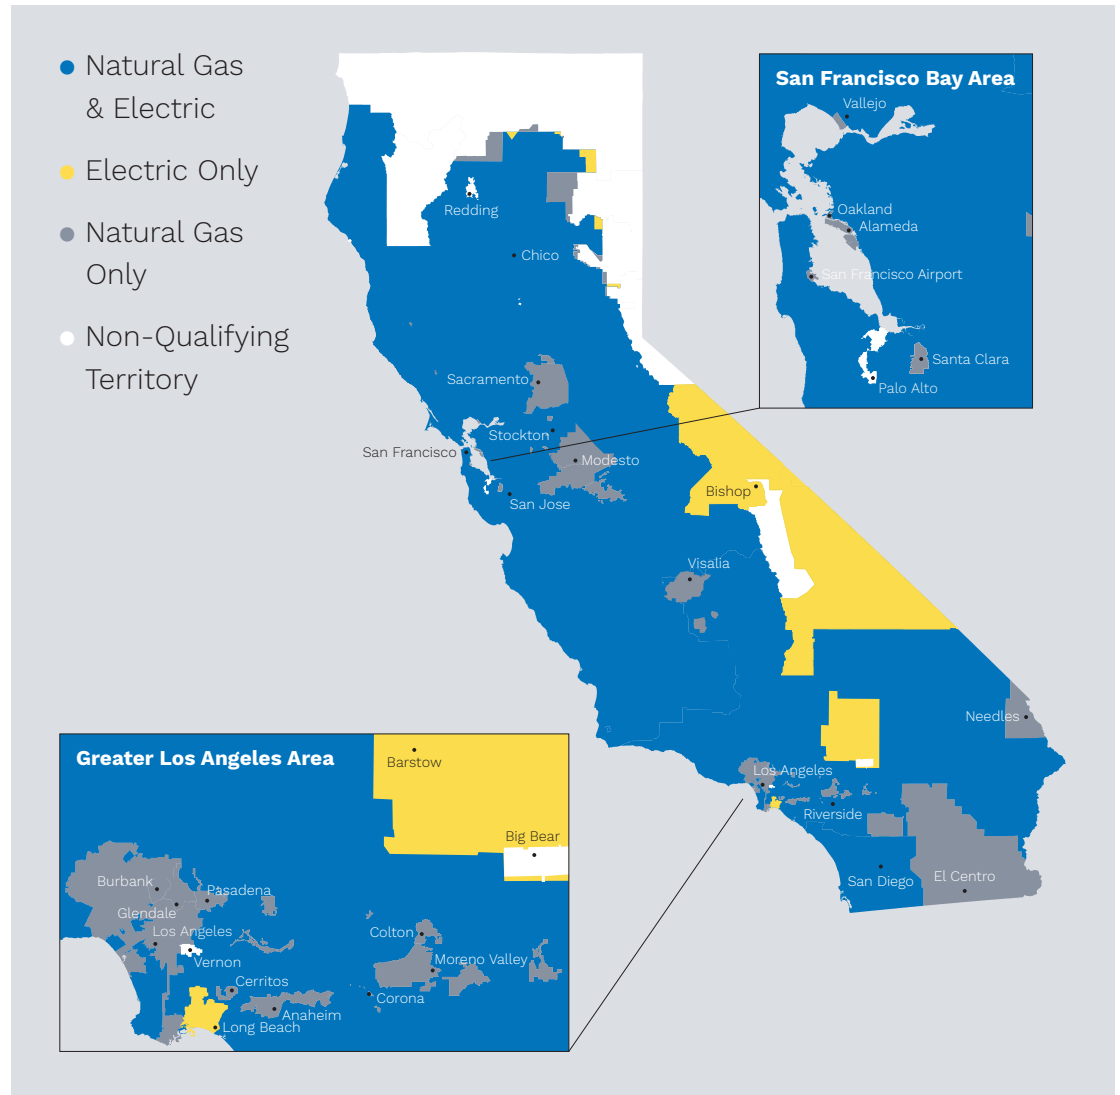 Natural Gas
& Electric
Electric Only
Natural Gas
Only
Non-Qualifying
Territory
San Francisco Bay Area
Vallejo
Oakland
Alameda
San Francisco Airport
Santa Clara
Palo Alto
Redding
Chico
Sacramento
Stockton
San Francisco
Modesto
San Jose
Bishop
Visalia
Needles
Los Angeles
Riverside
San Diego
El Centro
Greater Los Angeles Area
Barstow
Big Bear
Burbank
Pasadena
Glendale
Los Angeles
Vernon
Colton
Moreno Valley
Cerritos
Corona
Anaheim
Long Beach